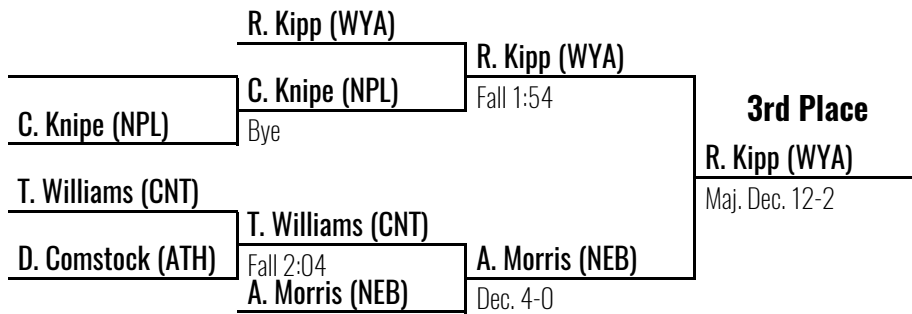 R. Kipp (WYA)
R. Kipp (WYA)
C. Knipe (NPL)
Fall 1:54
3rd Place
C. Knipe (NPL)
Bye
R. Kipp (WYA)
T. Williams (CNT)
Maj. Dec. 12-2
T. Williams (CNT)
D. Comstock (ATH)
Fall 2:04
A. Morris (NEB)
A. Morris (NEB)
Dec. 4-0